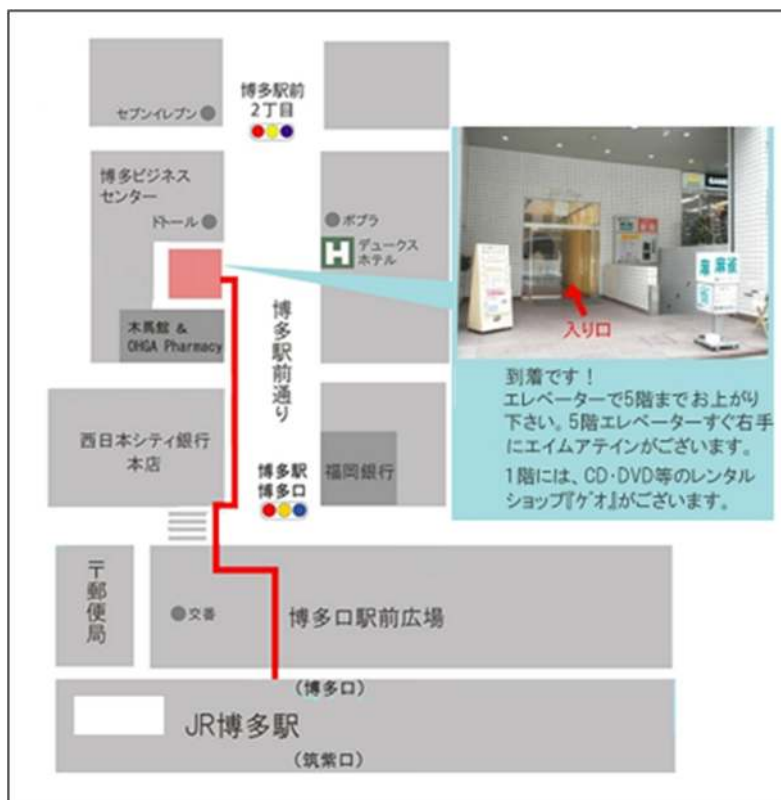 セブンイレブン
博多駅前
2丁目
博多ビジネス
センター
ドトール
ポプラ
H
デュークス
ホテル
木馬館 &
OHGA Pharmacy
博多駅前通り
麻雀
入り口
到着です！
エレベーターで5階までお上がり
下さい。5階エレベーターすぐ右手
にエイムアテインがございます。
1階には、CD・DVD等のレンタル
ショップ『ゲオ』がございます。
西日本シティ銀行
本店
博多駅
博多口
福岡銀行
〒郵便局
交番
博多口駅前広場
(博多口)
JR博多駅
(筑紫口)